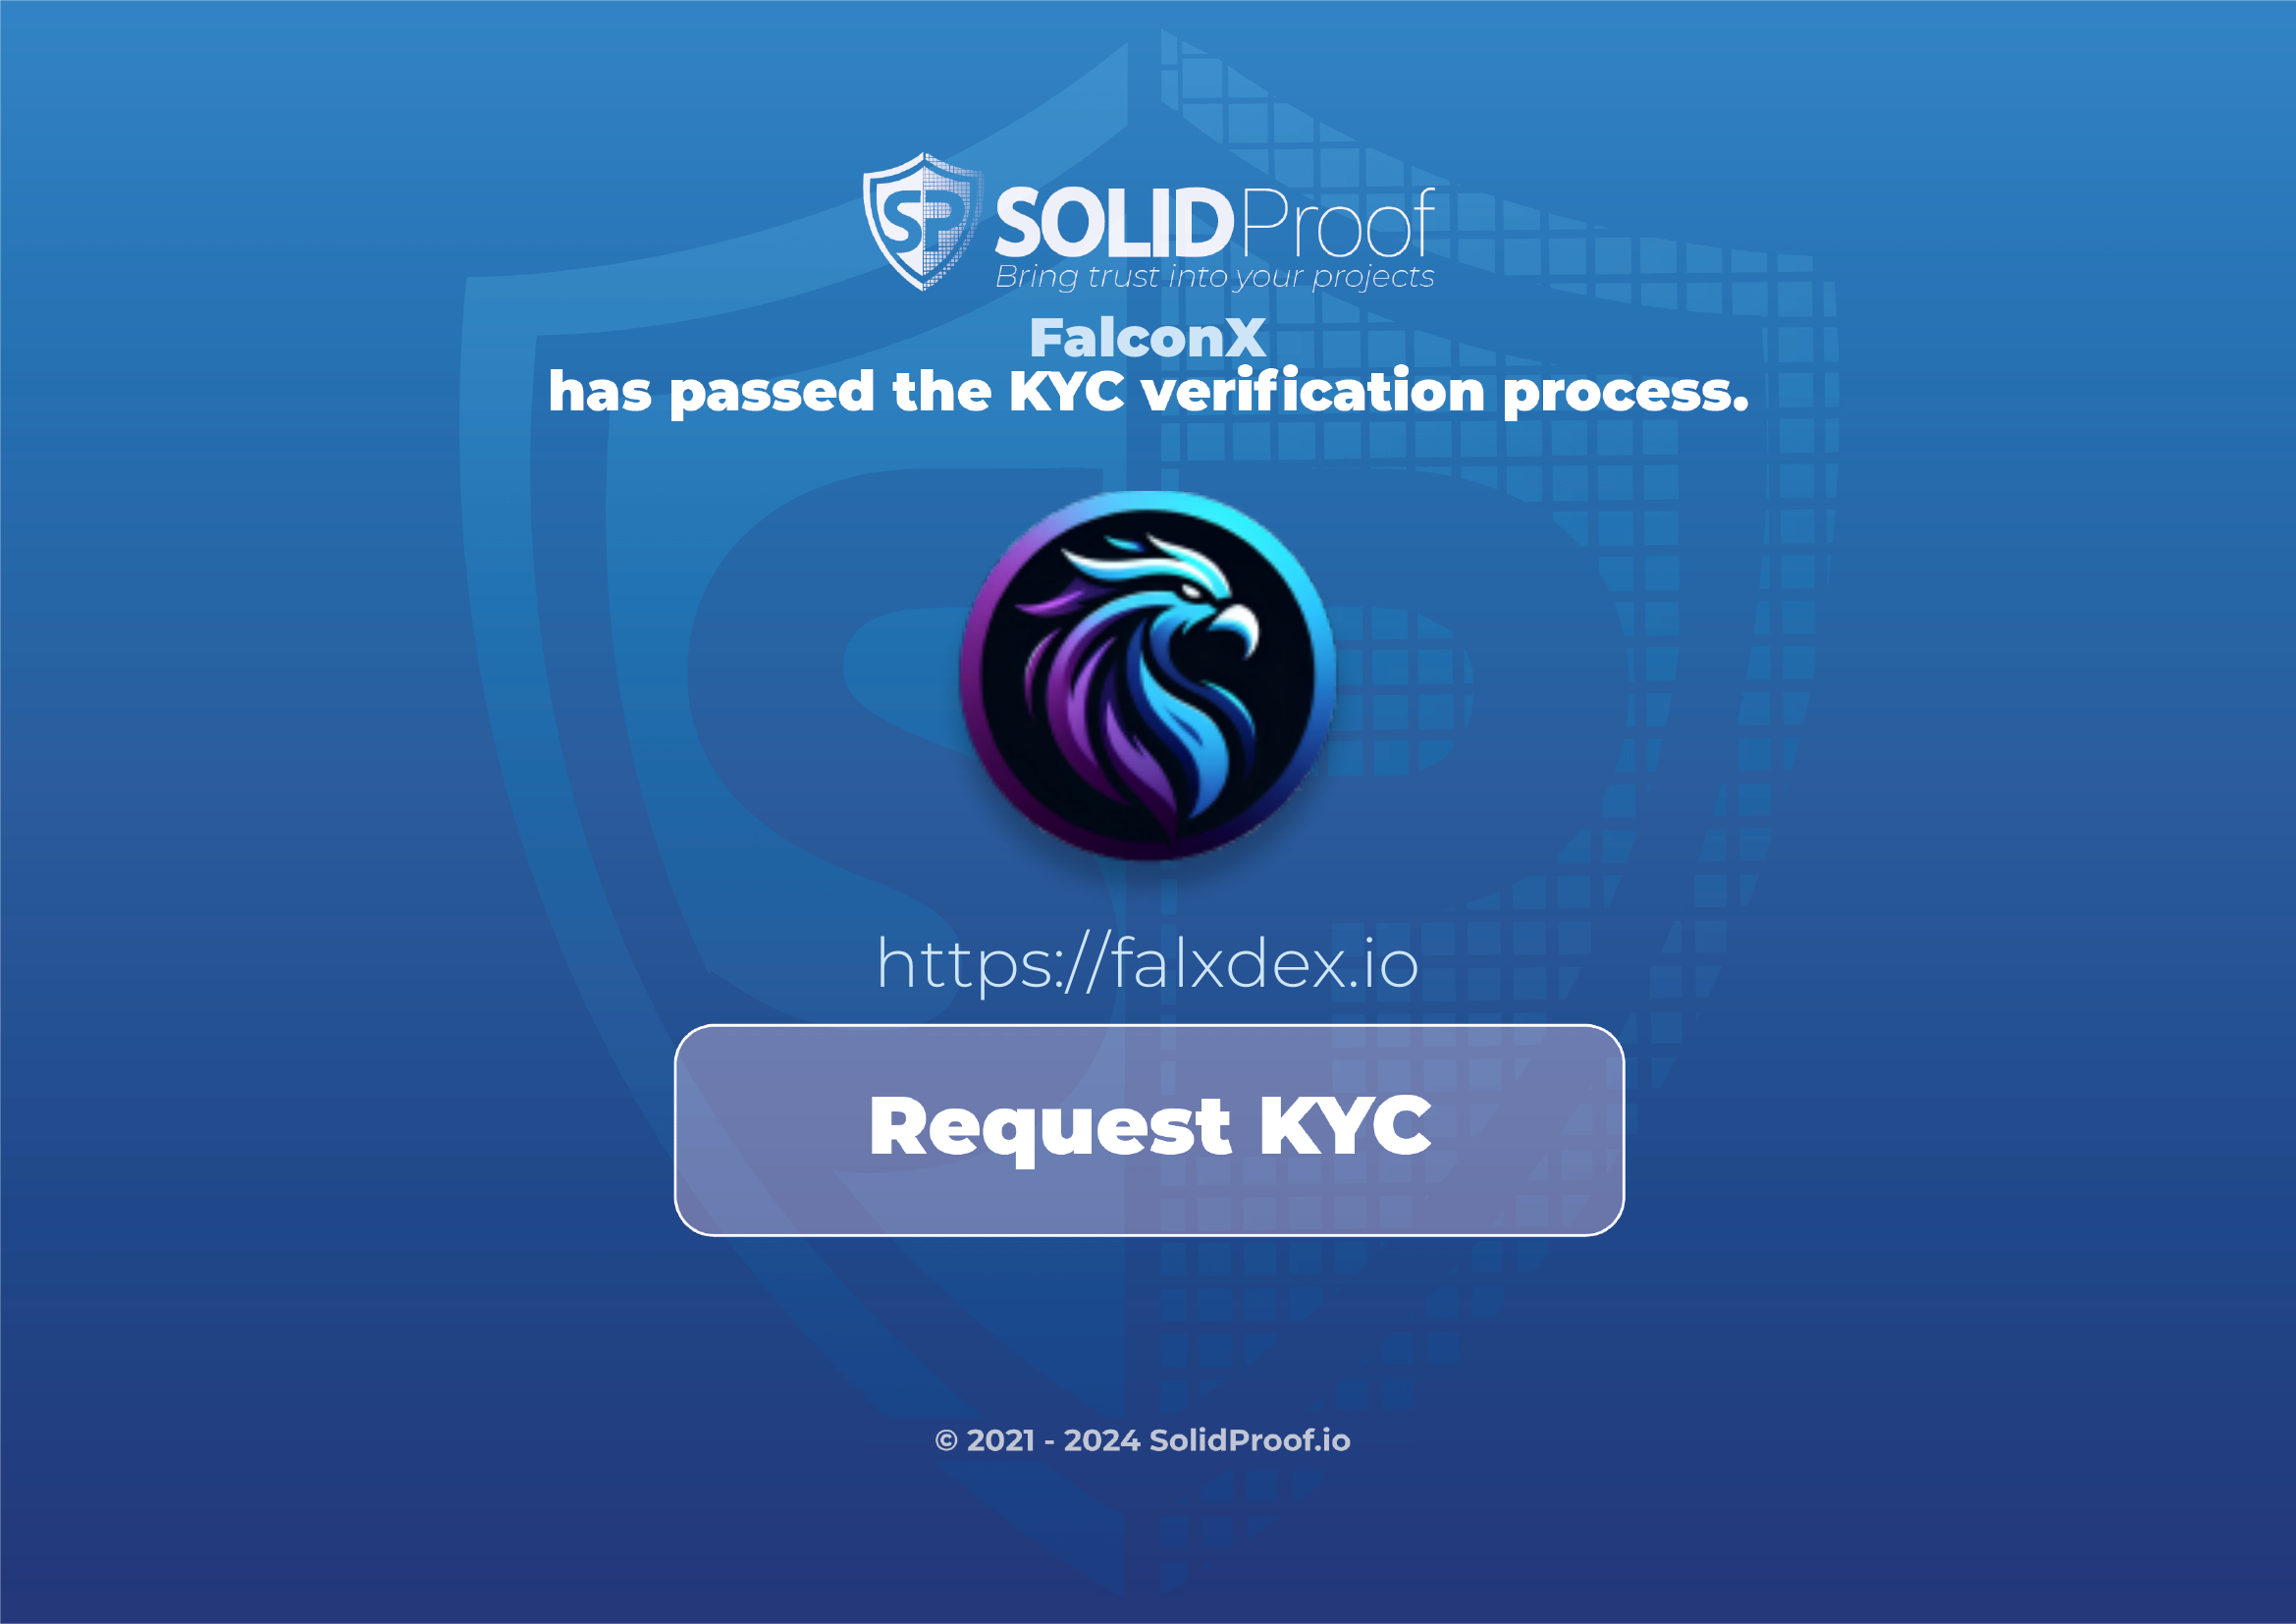 SP SOLIDProof
Bring trust into your projects
FalconX
has passed the KYC verification process.
https://falxdex.io
Request KYC
© 2021 - 2024 SolidProof.io